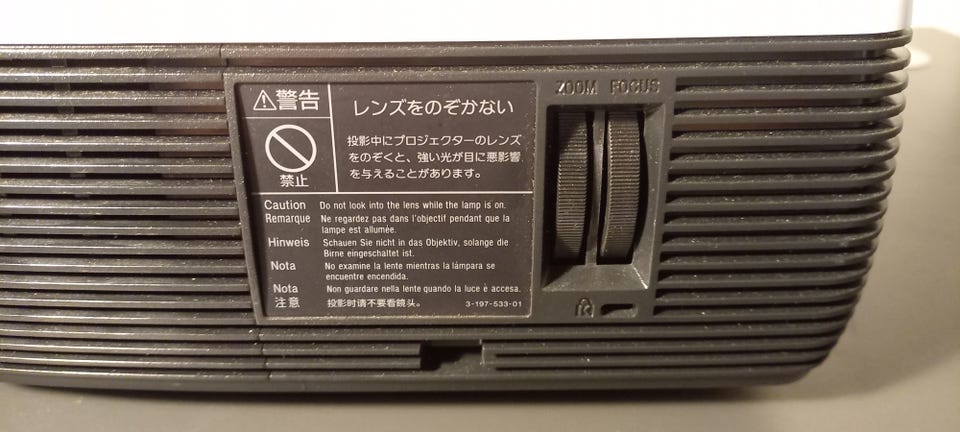 ZOOM FOCUS
警告
禁止
レンズをのぞかない
投影中にプロジェクターのレンズ
をのぞくと、強い光が目に悪影響
を与えることがあります。
Caution Do not look into the lens while the lamp is on.
Remarque Ne regardez pas dans l'objectif pendant que la
lampe est allumée.
Hinweis Schauen Sie nicht in das Objektiv, solange die
Birne eingeschaltet ist.
Nota No examine la lente mientras la lámpara se
encuentre encendida.
Nota Non guardare nella lente quando la luce è accesa.
注意 投影时请不要看镜头。 3-197-533-01